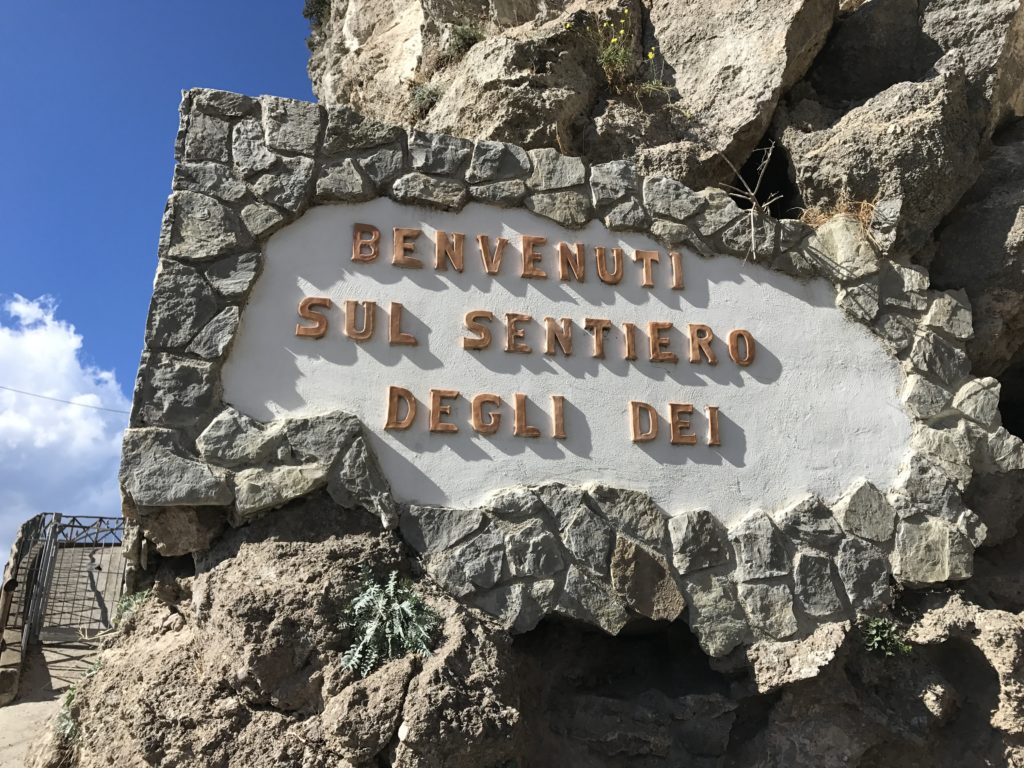 BENVENUTI
SUL SENTIERO
DEGLI DEI